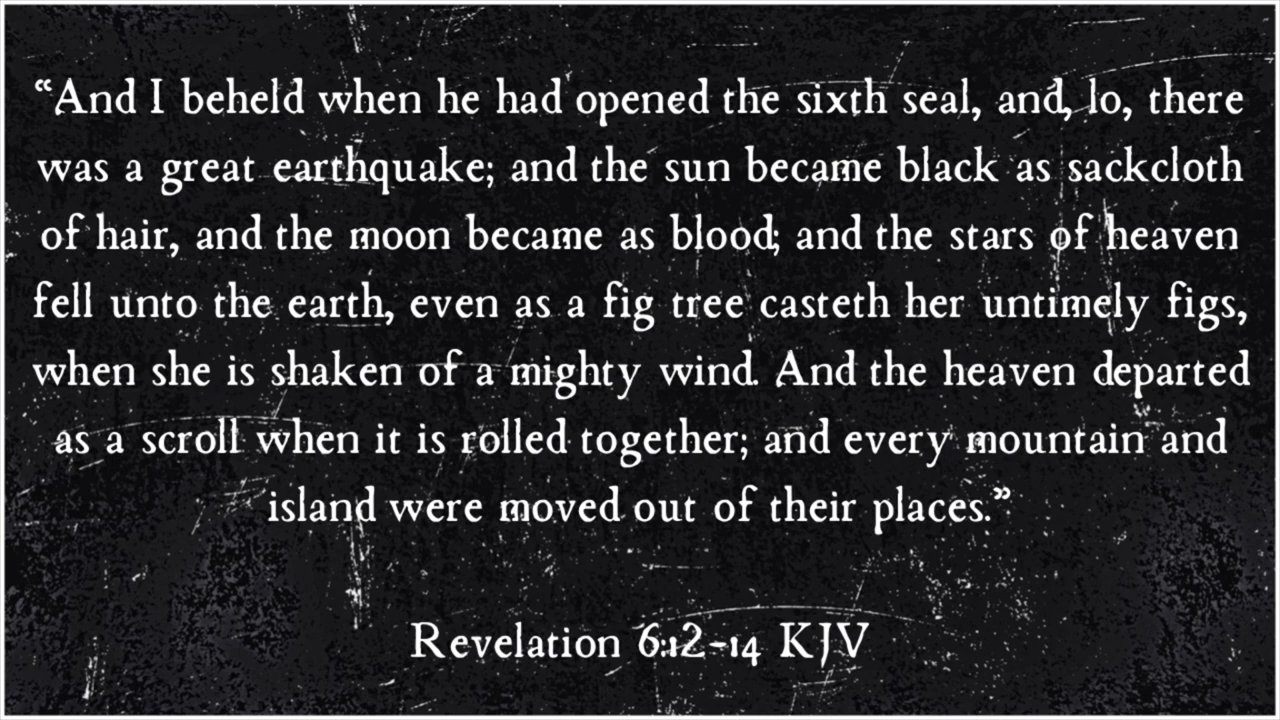 “And I beheld when he had opened the sixth seal, and, lo, there
was a great earthquake; and the sun became black as sackcloth
of hair, and the moon became as blood; and the stars of heaven
fell unto the earth, even as a fig tree casteth her untimely figs,
when she is shaken of a mighty wind. And the heaven departed
as a scroll when it is rolled together; and every mountain and
island were moved out of their places.”
Revelation 6:12-14 KJV